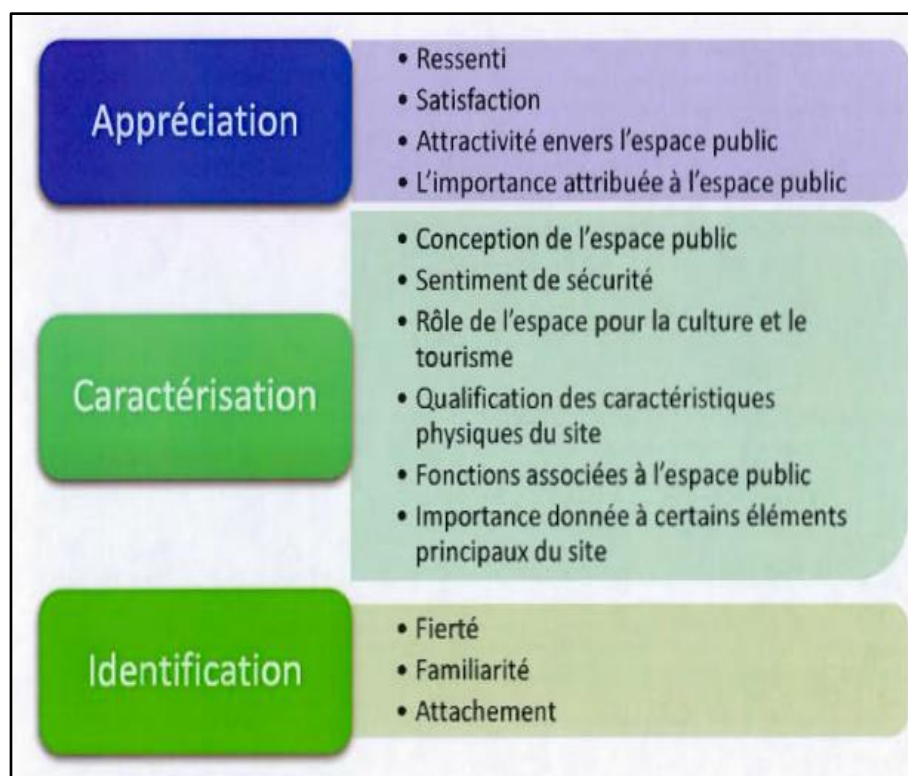 Appréciation
• Ressenti
• Satisfaction
• Attractivité envers l'espace public
• L'importance attribuée à l'espace public
Caractérisation
• Conception de l'espace public
• Sentiment de sécurité
• Rôle de l'espace pour la culture et le
tourisme
• Qualification des caractéristiques
physiques du site
• Fonctions associées à l'espace public
• Importance donnée à certains éléments
principaux du site
Identification
• Fierté
• Familiarité
• Attachement